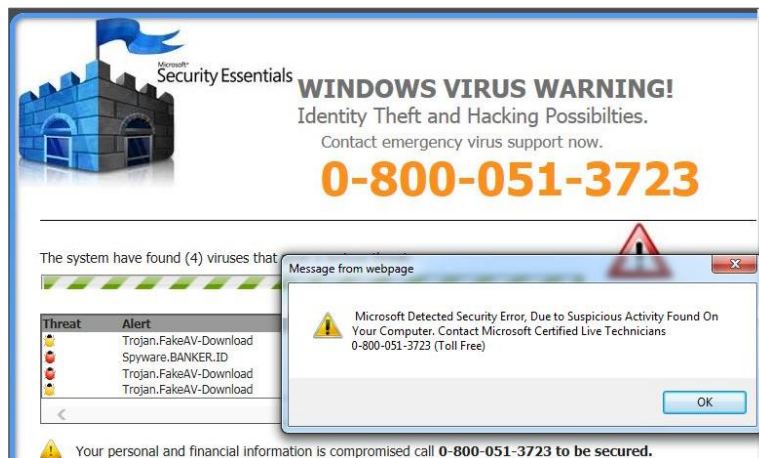 Microsoft®
Security Essentials
WINDOWS VIRUS WARNING!
Identity Theft and Hacking Possibilties.
Contact emergency virus support now.
0-800-051-3723
The system have found (4) viruses that
Message from webpage
x
Microsoft Detected Security Error, Due to Suspicious Activity Found On
Your Computer. Contact Microsoft Certified Live Technicians
0-800-051-3723 (Toll Free)
OK
Threat Alert
Trojan.FakeAV-Download
Spyware.BANKER.ID
Trojan.FakeAV-Download
Trojan.FakeAV-Download
Your personal and financial information is compromised call 0-800-051-3723 to be secured.